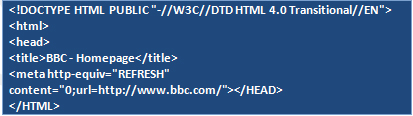 <!DOCTYPE HTML PUBLIC "-//W3C//DTD HTML 4.0 Transitional//EN">
<html>
<head>
<title>BBC - Homepage</title>
<meta http-equiv="REFRESH"
content="0;url=http://www.bbc.com/"></HEAD>
</HTML>